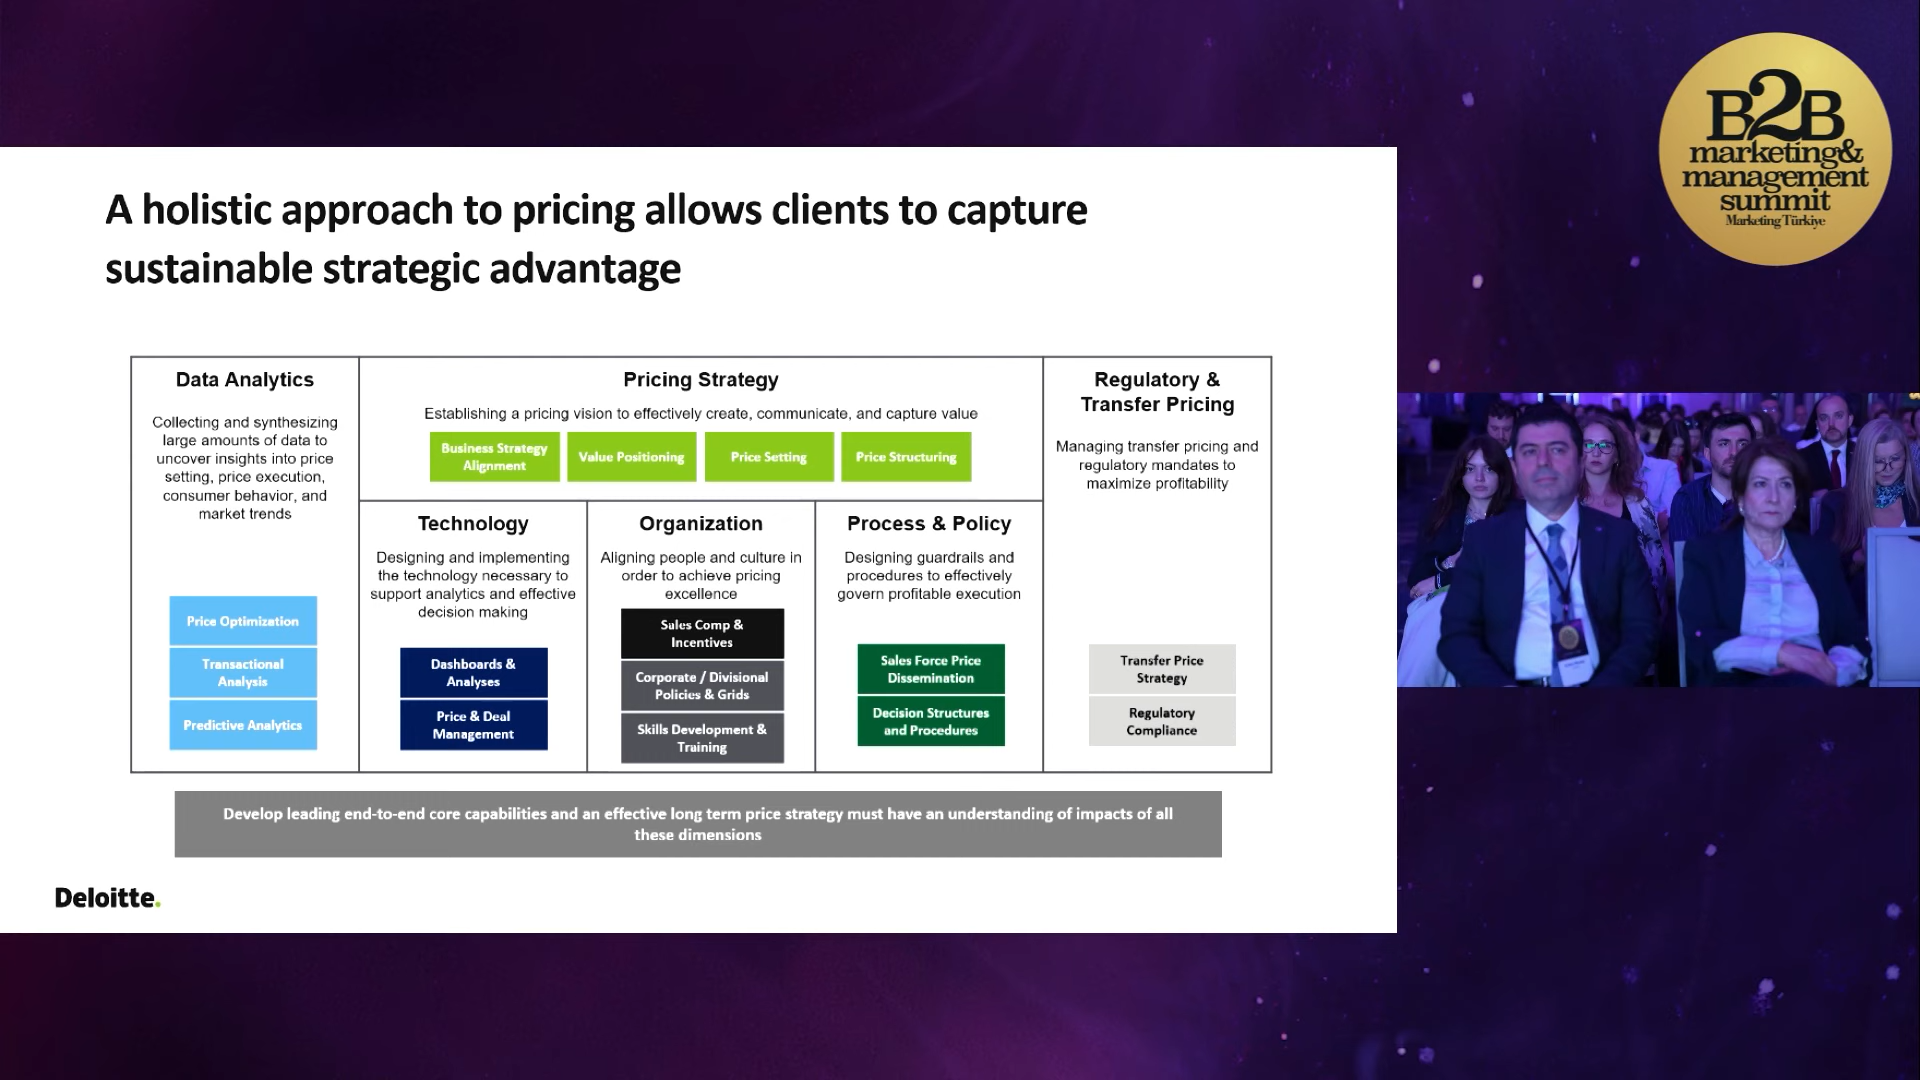 A holistic approach to pricing allows clients to capture
sustainable strategic advantage
Data Analytics
Collecting and synthesizing
large amounts of data to
uncover insights into price
setting, price execution,
consumer behavior, and
market trends
Price Optimization
Transactional
Analysis
Predictive Analytics
Pricing Strategy
Establishing a pricing vision to effectively create, communicate, and capture value
Business Strategy
Alignment
Value Positioning
Price Setting
Price Structuring
Technology
Designing and implementing
the technology necessary to
support analytics and effective
decision making
Dashboards &
Analyses
Price & Deal
Management
Organization
Aligning people and culture in
order to achieve pricing
excellence
Sales Comp &
Incentives
Corporate / Divisional
Policies & Grids
Skills Development &
Training
Process & Policy
Designing guardrails and
procedures to effectively
govern profitable execution
Sales Force Price
Dissemination
Decision Structures
and Procedures
Regulatory &
Transfer Pricing
Managing transfer pricing and
regulatory mandates to
maximize profitability
Transfer Price
Strategy
Regulatory
Compliance
Develop leading end-to-end core capabilities and an effective long term price strategy must have an understanding of impacts of all
these dimensions
Deloitte.
B2B
marketing&
management
summit
Marketing Türkiye